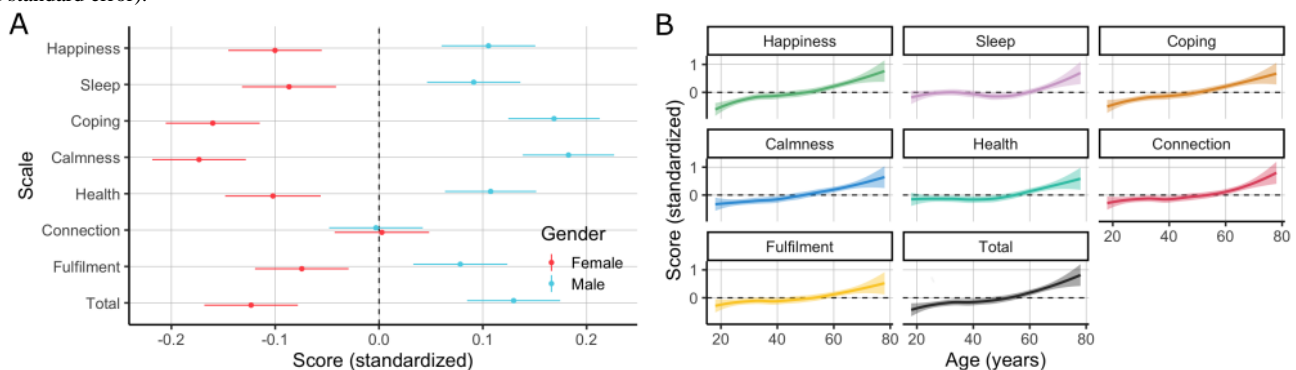 standard error).
A
Happiness
Sleep
Coping
Calmness
Health
Connection
Fulfilment
Total
Scale
Gender
Female
Male
-0.2 -0.1 0.0 0.1 0.2
Score (standardized)
B
Happiness Sleep Coping
1
0
Calmness Health Connection
1
0
20 40 60 80
Fulfilment Total
1
0
20 40 60 80 20 40 60 80
Score (standardized)
Age (years)